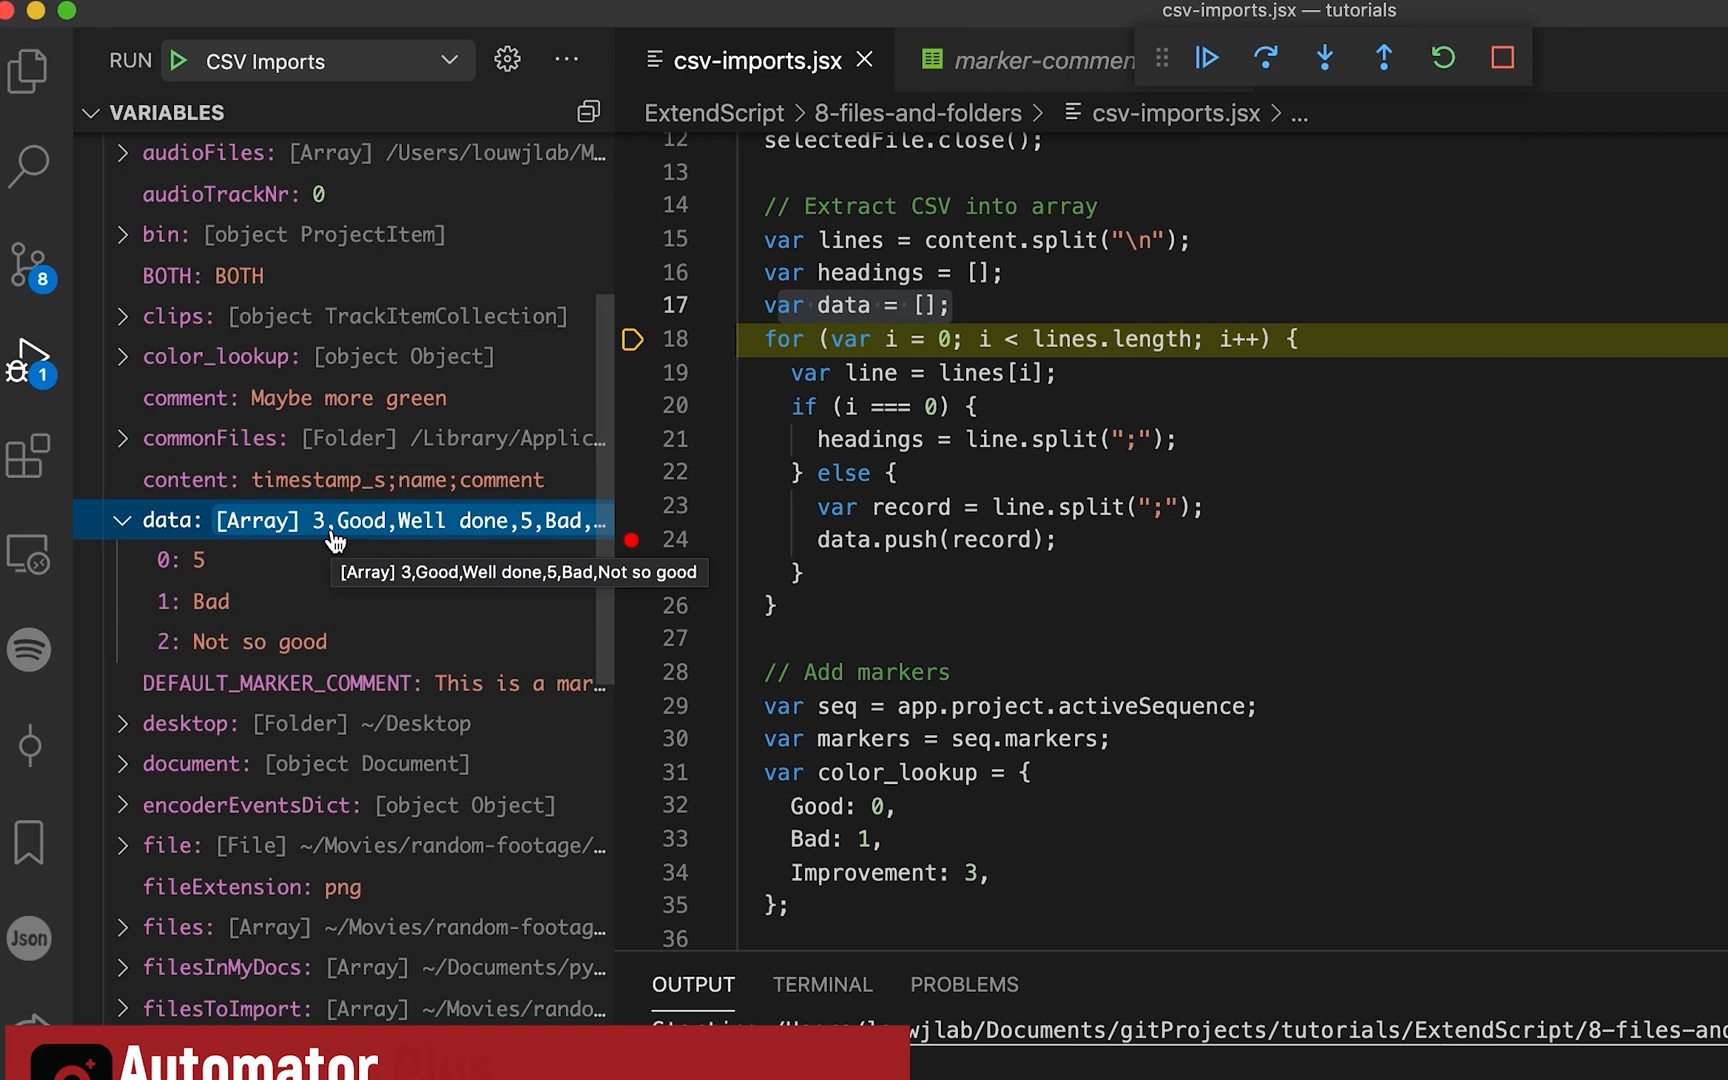 csv-imports.jsx — tutorials
RUN
CSV Imports
csv-imports.jsx
marker-commen
VARIABLES
ExtendScript > 8-files-and-folders > csv-imports.jsx > ...
audioFiles: [Array] /Users/louwjlab/M…
audioTrackNr: 0
bin: [object ProjectItem]
BOTH: BOTH
clips: [object TrackItemCollection]
color_lookup: [object Object]
comment: Maybe more green
commonFiles: [Folder] /Library/Applic…
content: timestamp_s;name;comment
data: [Array] 3,Good,Well done,5,Bad,…
0: 5
1: Bad
2: Not so good
[Array] 3,Good,Well done,5,Bad,Not so good
DEFAULT_MARKER_COMMENT: This is a mar…
desktop: [Folder] ~/Desktop
document: [object Document]
encoderEventsDict: [object Object]
file: [File] ~/Movies/random-footage/…
fileExtension: png
files: [Array] ~/Movies/random-footag…
filesInMyDocs: [Array] ~/Documents/py…
filesToImport: [Array] ~/Movies/rando…
8
1
Json
12 selectedFile.close();
13
14 // Extract CSV into array
15 var lines = content.split("\n");
16 var headings = [];
17 var data = [];
18 for (var i = 0; i < lines.length; i++) {
19 var line = lines[i];
20 if (i === 0) {
21 headings = line.split(";");
22 } else {
23 var record = line.split(";");
24 data.push(record);
}
26 }
27
28 // Add markers
29 var seq = app.project.activeSequence;
30 var markers = seq.markers;
31 var color_lookup = {
32 Good: 0,
33 Bad: 1,
34 Improvement: 3,
35 };
36
OUTPUT TERMINAL PROBLEMS
wjlab/Documents/gitProjects/tutorials/ExtendScript/8-files-and
Automator Plus